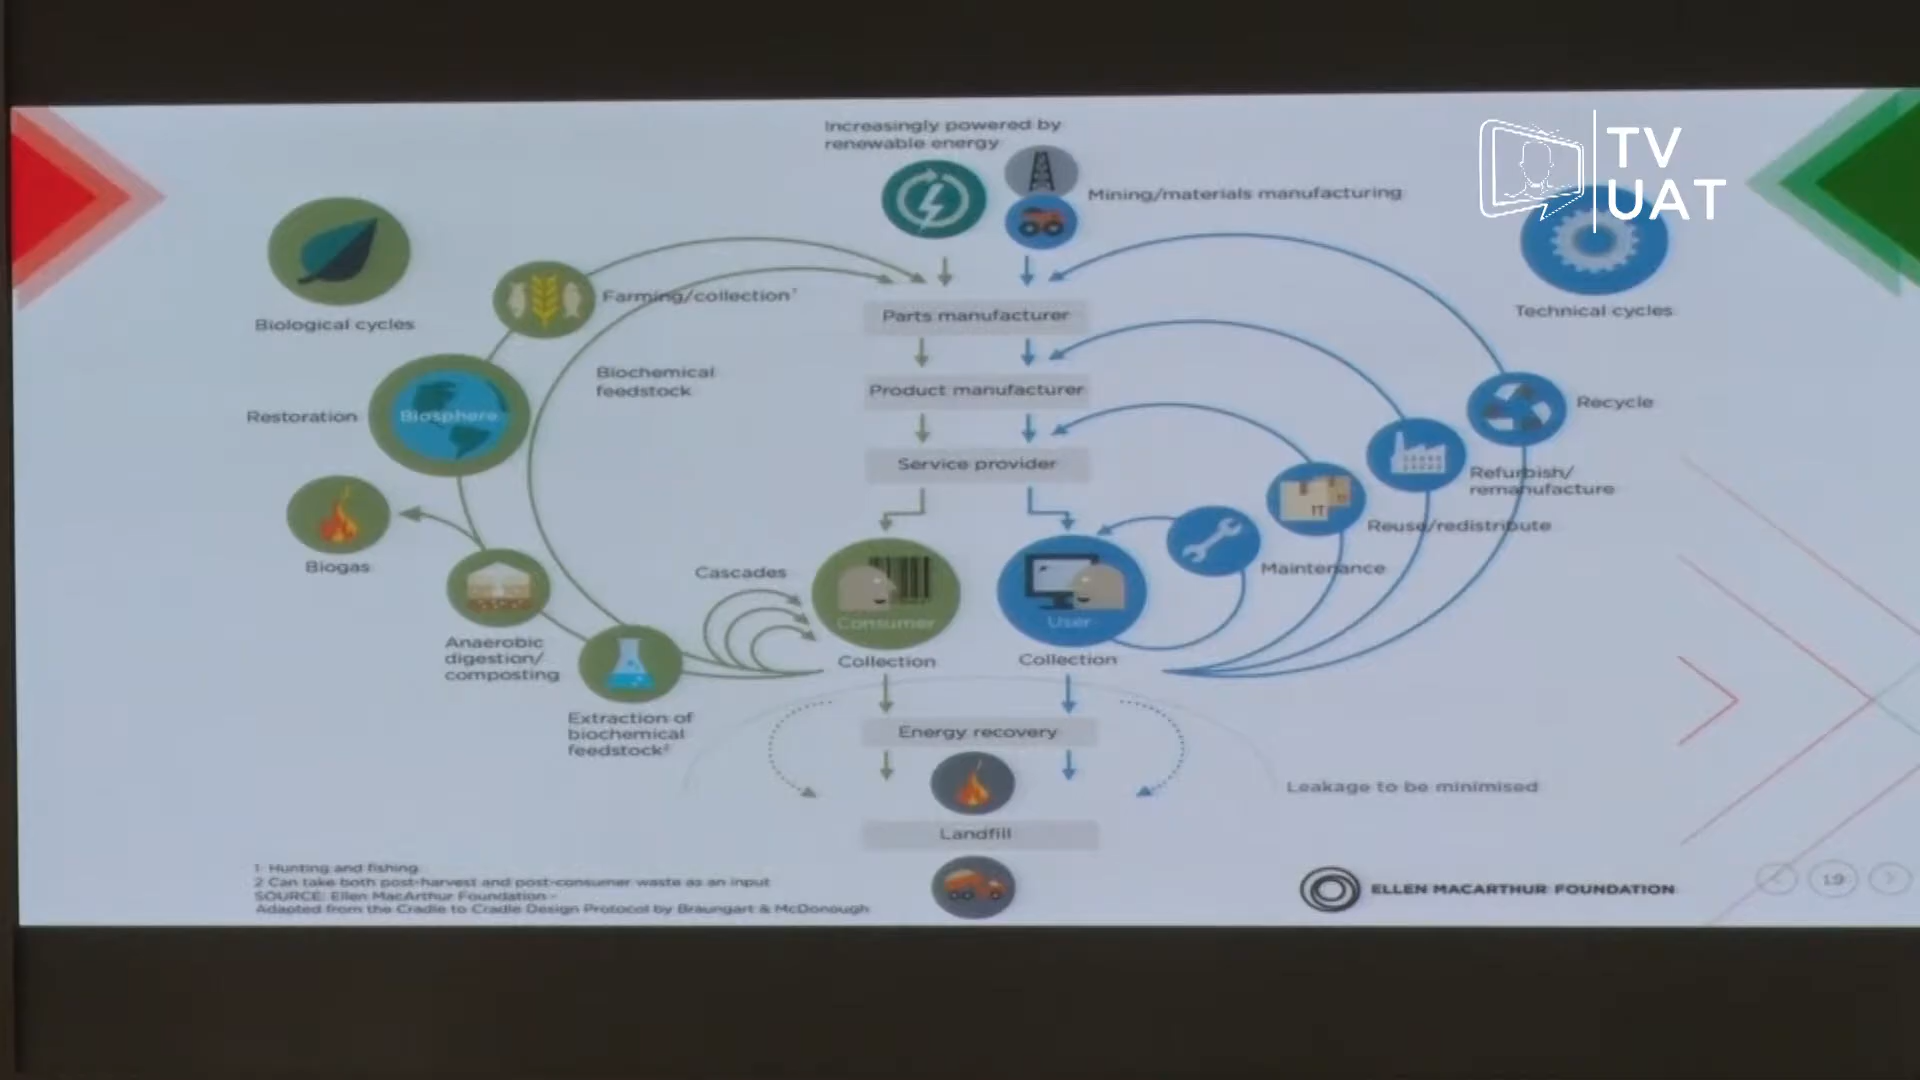 TV
UAT
Increasingly powered by
renewable energy
Mining/materials manufacturing
Biological cycles
Technical cycles
Farming/collection¹
Parts manufacturer
Biochemical
feedstock
Product manufacturer
Restoration
Biosphere
Recycle
Service provider
Refurbish/
remanufacture
Reuse/redistribute
Biogas
Cascades
Maintenance
Consumer
User
Anaerobic
digestion/
composting
Collection
Collection
Extraction of
biochemical
feedstock²
Energy recovery
Leakage to be minimised
Landfill
1 Hunting and fishing
2 Can take both post-harvest and post-consumer waste as an input
SOURCE: Ellen MacArthur Foundation -
Adapted from the Cradle to Cradle Design Protocol by Braungart & McDonough
ELLEN MACARTHUR FOUNDATION
19